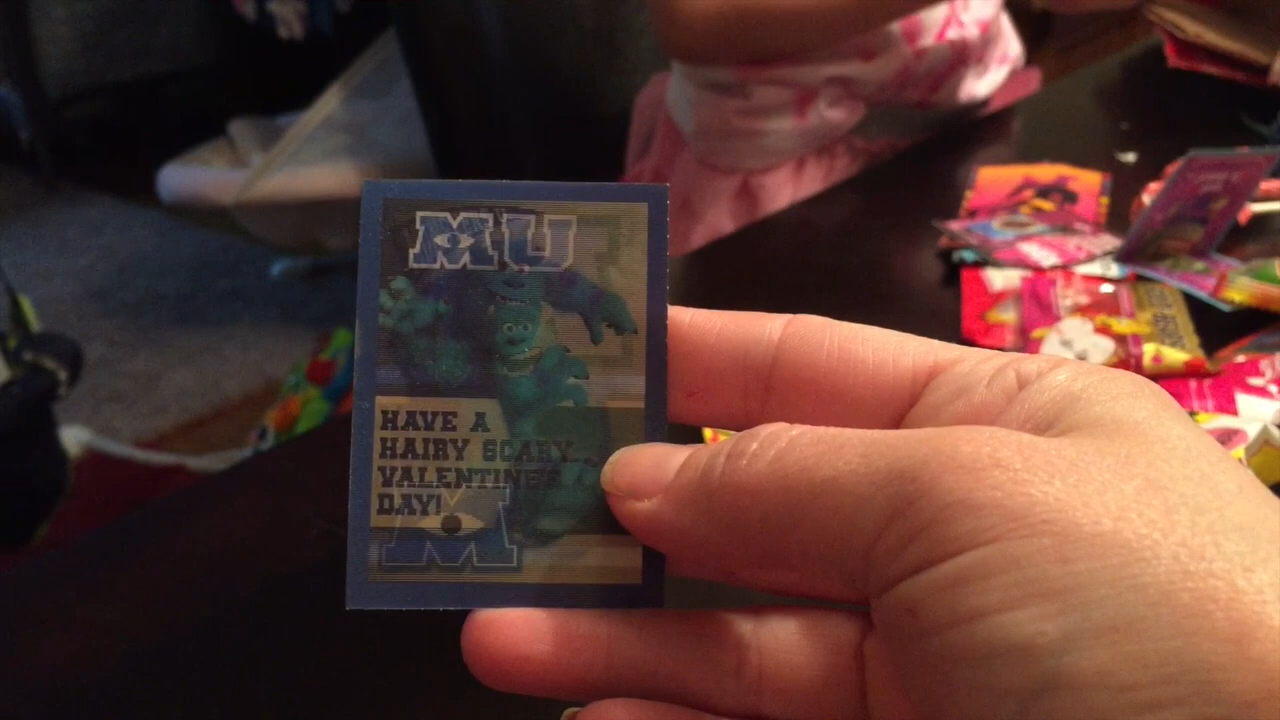 MU
HAVE A
HAIRY SCARY
VALENTINE'S
DAY!
M